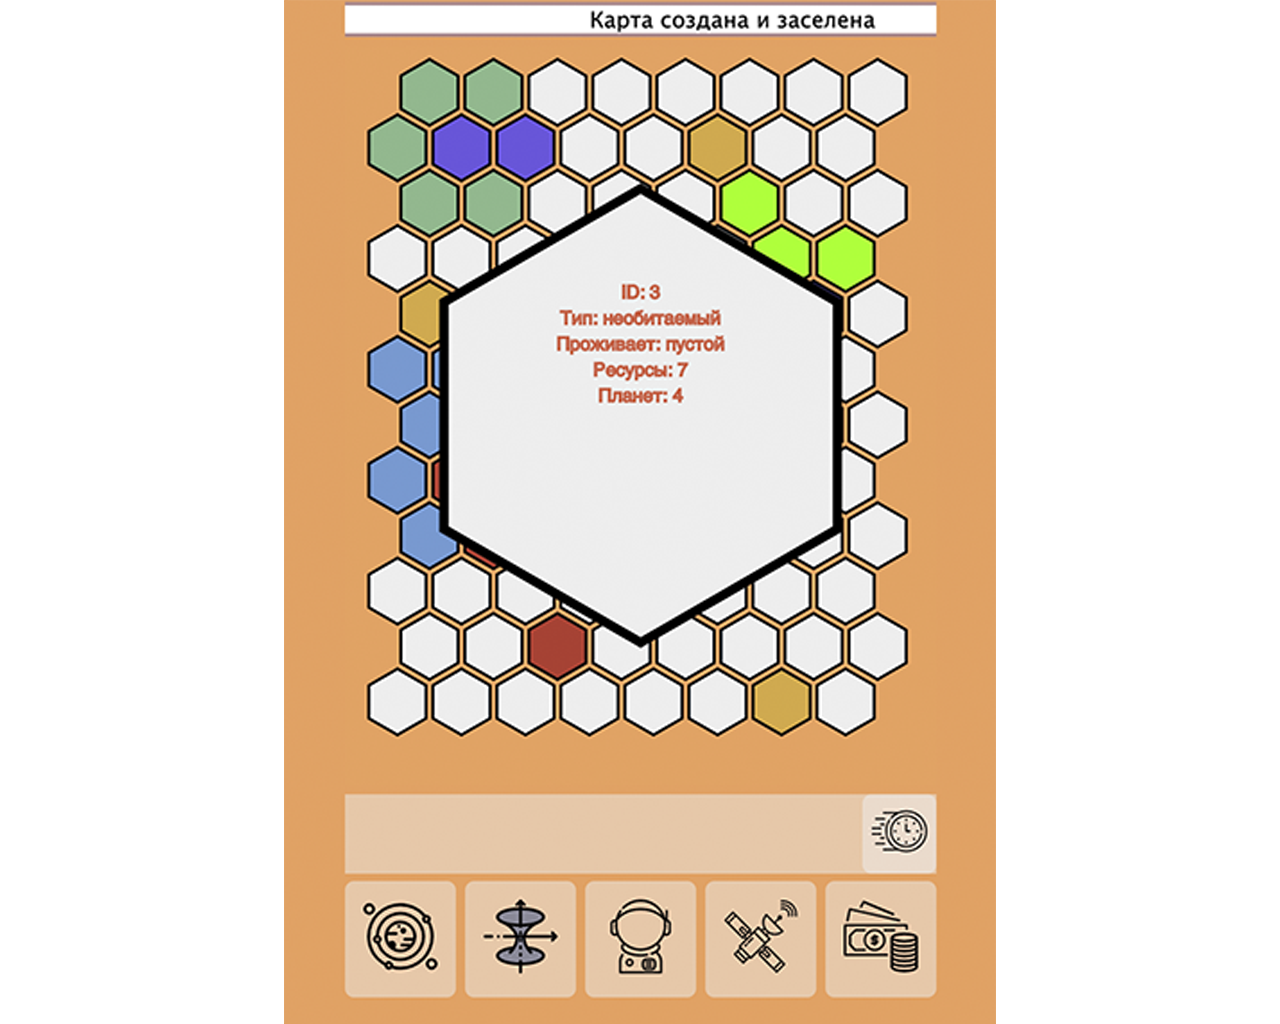 Карта создана и заселена
ID: 3
Тип: необитаемый
Проживает: пустой
Ресурсы: 7
Планет: 4